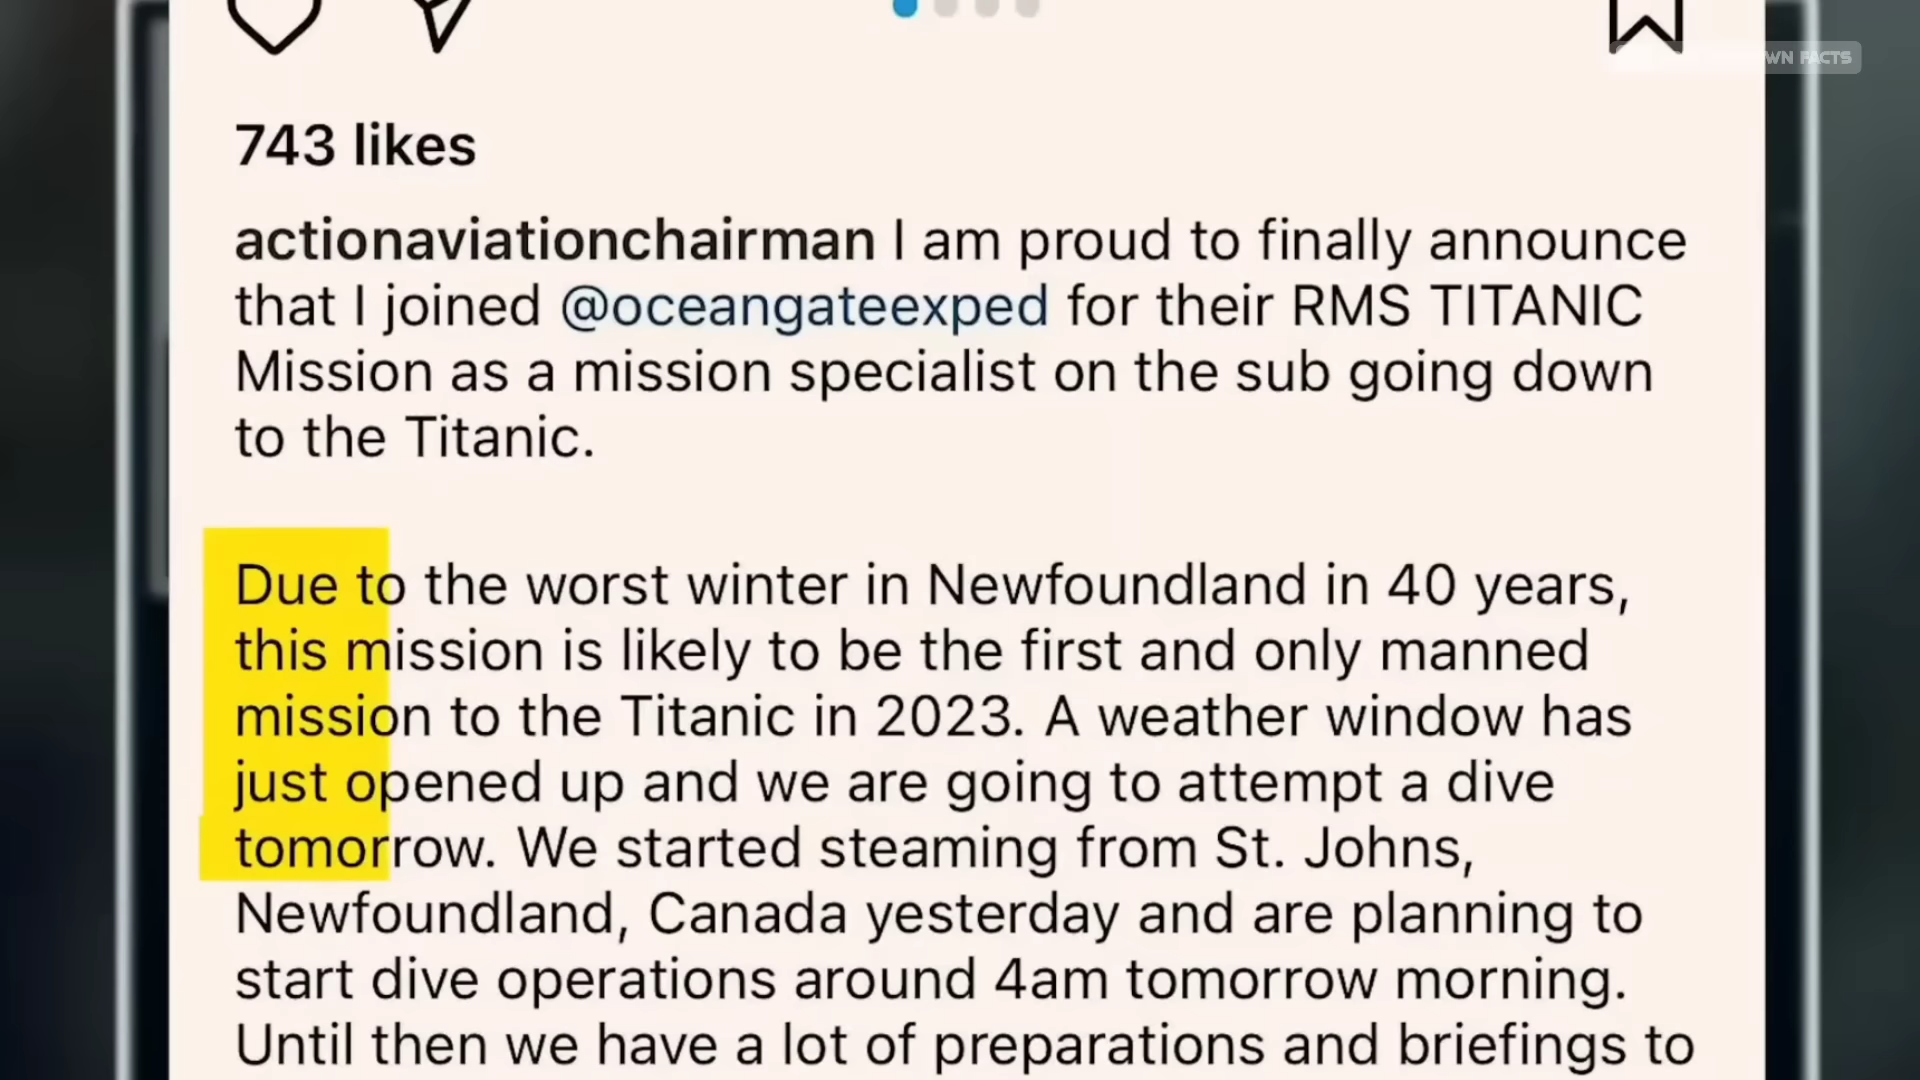 WN FACTS
743 likes
actionaviationchairman I am proud to finally announce
that I joined @oceangateexped for their RMS TITANIC
Mission as a mission specialist on the sub going down
to the Titanic.
Due to the worst winter in Newfoundland in 40 years,
this mission is likely to be the first and only manned
mission to the Titanic in 2023. A weather window has
just opened up and we are going to attempt a dive
tomorrow. We started steaming from St. Johns,
Newfoundland, Canada yesterday and are planning to
start dive operations around 4am tomorrow morning.
Until then we have a lot of preparations and briefings to